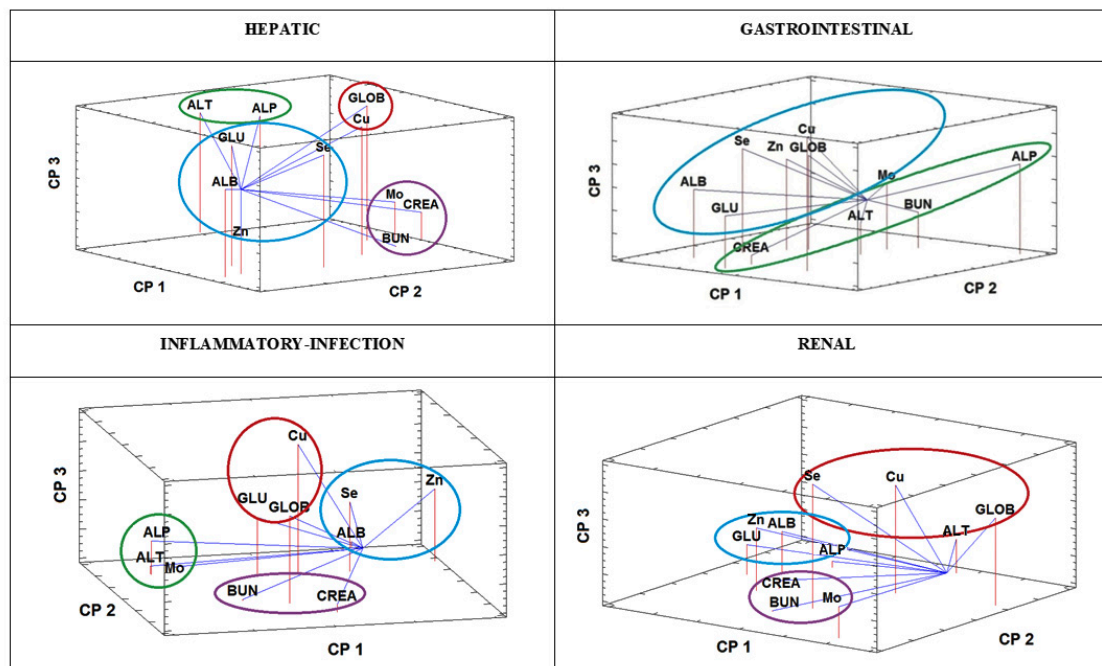 HEPATIC
GASTROINTESTINAL
ALT
ALP
GLOB
Cu
GLU
Se
ALB
Zn
Mo
CREA
BUN
CP 3
CP 1
CP 2
Cu
Se
Zn GLOB
ALP
Mo
ALB
GLU
ALT
BUN
CREA
CP 3
CP 1
CP 2
INFLAMMATORY-INFECTION
RENAL
Cu
GLU
GLOB
Se
Zn
ALP
ALB
ALT
Mo
BUN
CREA
CP 3
CP 2
CP 1
Se
Cu
GLOB
Zn ALB
GLU
ALT
ALP
CREA
BUN
Mo
CP 3
CP 1
CP 2